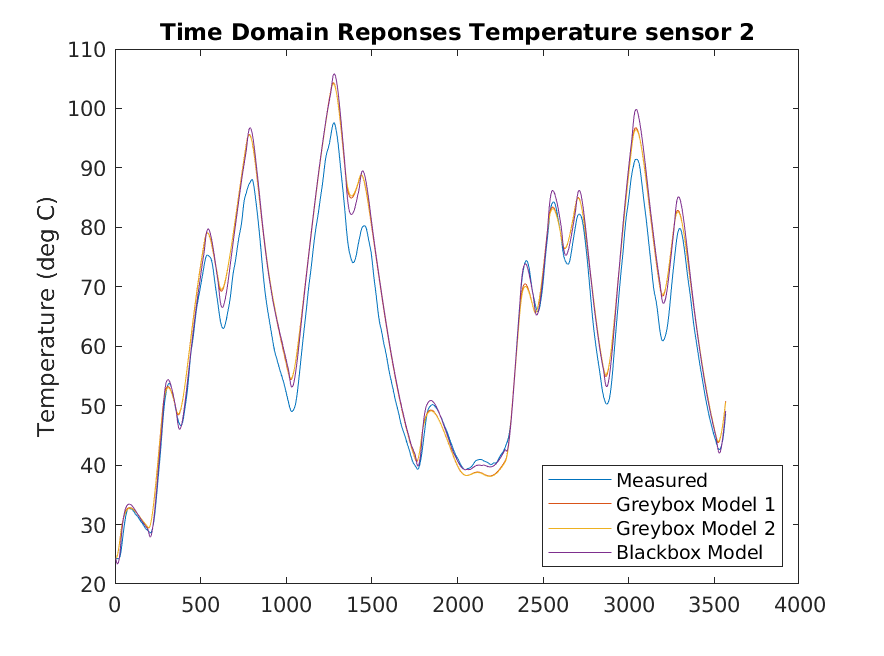 Time Domain Reponses Temperature sensor 2
110
100
90
80
70
60
50
40
30
20
Temperature (deg C)
Measured
Greybox Model 1
Greybox Model 2
Blackbox Model
0 500 1000 1500 2000 2500 3000 3500 4000